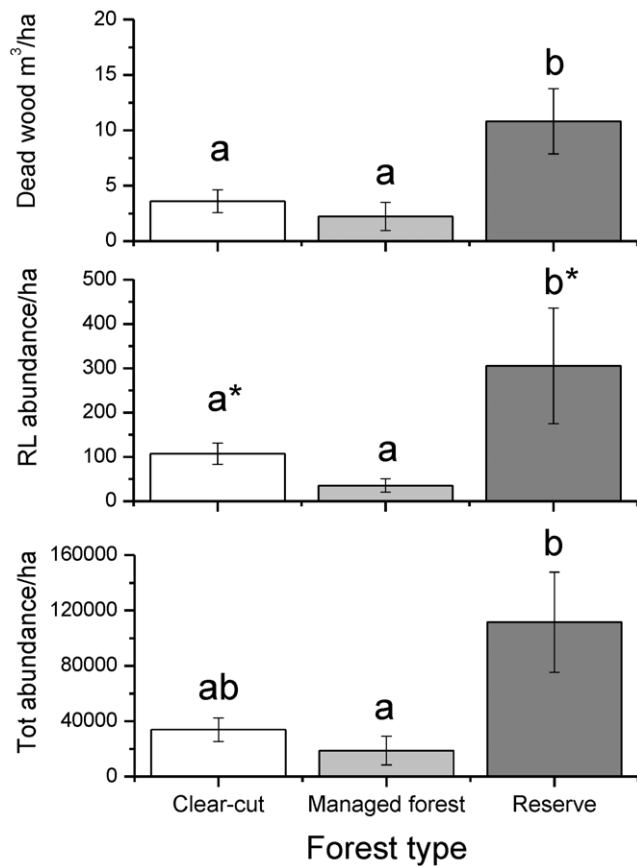 Dead wood m³/ha
20
15
10
5
0
a
a
b
RL abundance/ha
500
400
300
200
100
0
a*
a
b*
Tot abundance/ha
160000
120000
80000
40000
0
ab
a
b
Clear-cut Managed forest Reserve
Forest type